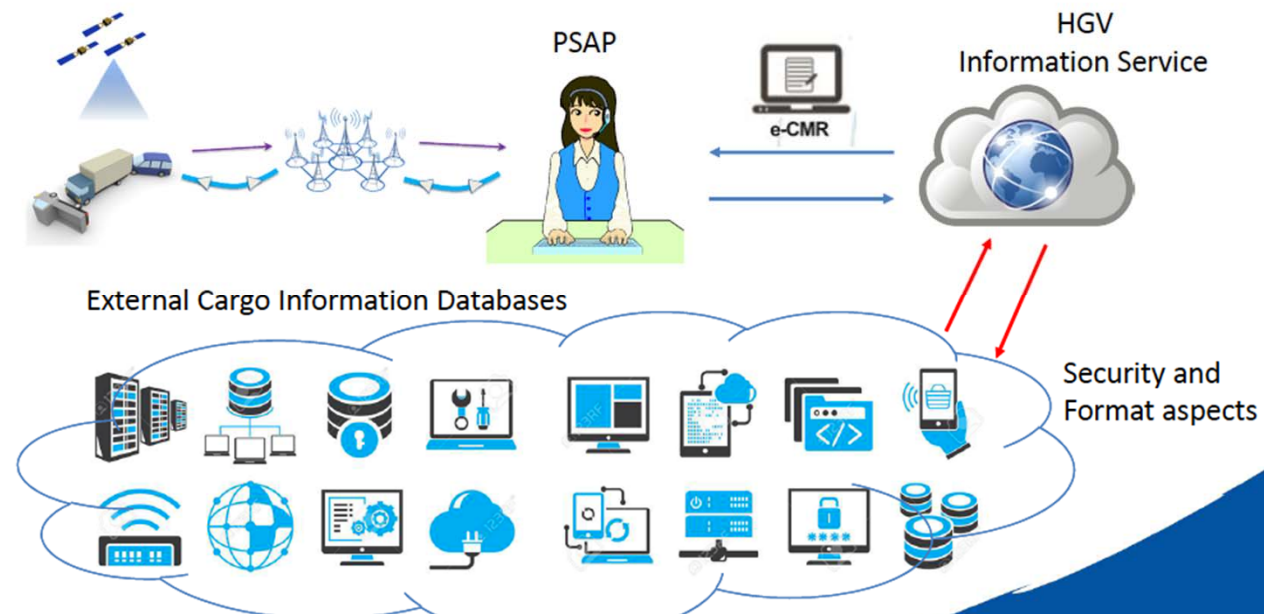 PSAP
HGV
Information Service
e-CMR
External Cargo Information Databases
Security and
Format aspects